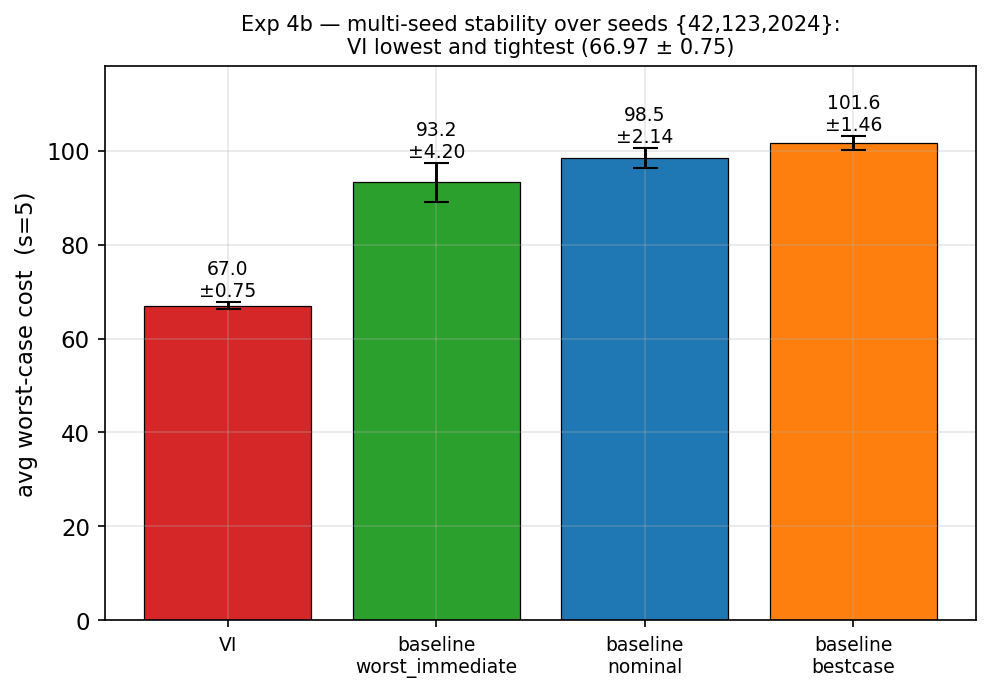 Exp 4b — multi-seed stability over seeds {42,123,2024}:
VI lowest and tightest (66.97 ± 0.75)
avg worst-case cost (s=5)
100
80
60
40
20
0
67.0
±0.75
93.2
±4.20
98.5
±2.14
101.6
±1.46
VI
baseline
worst_immediate
baseline
nominal
baseline
bestcase